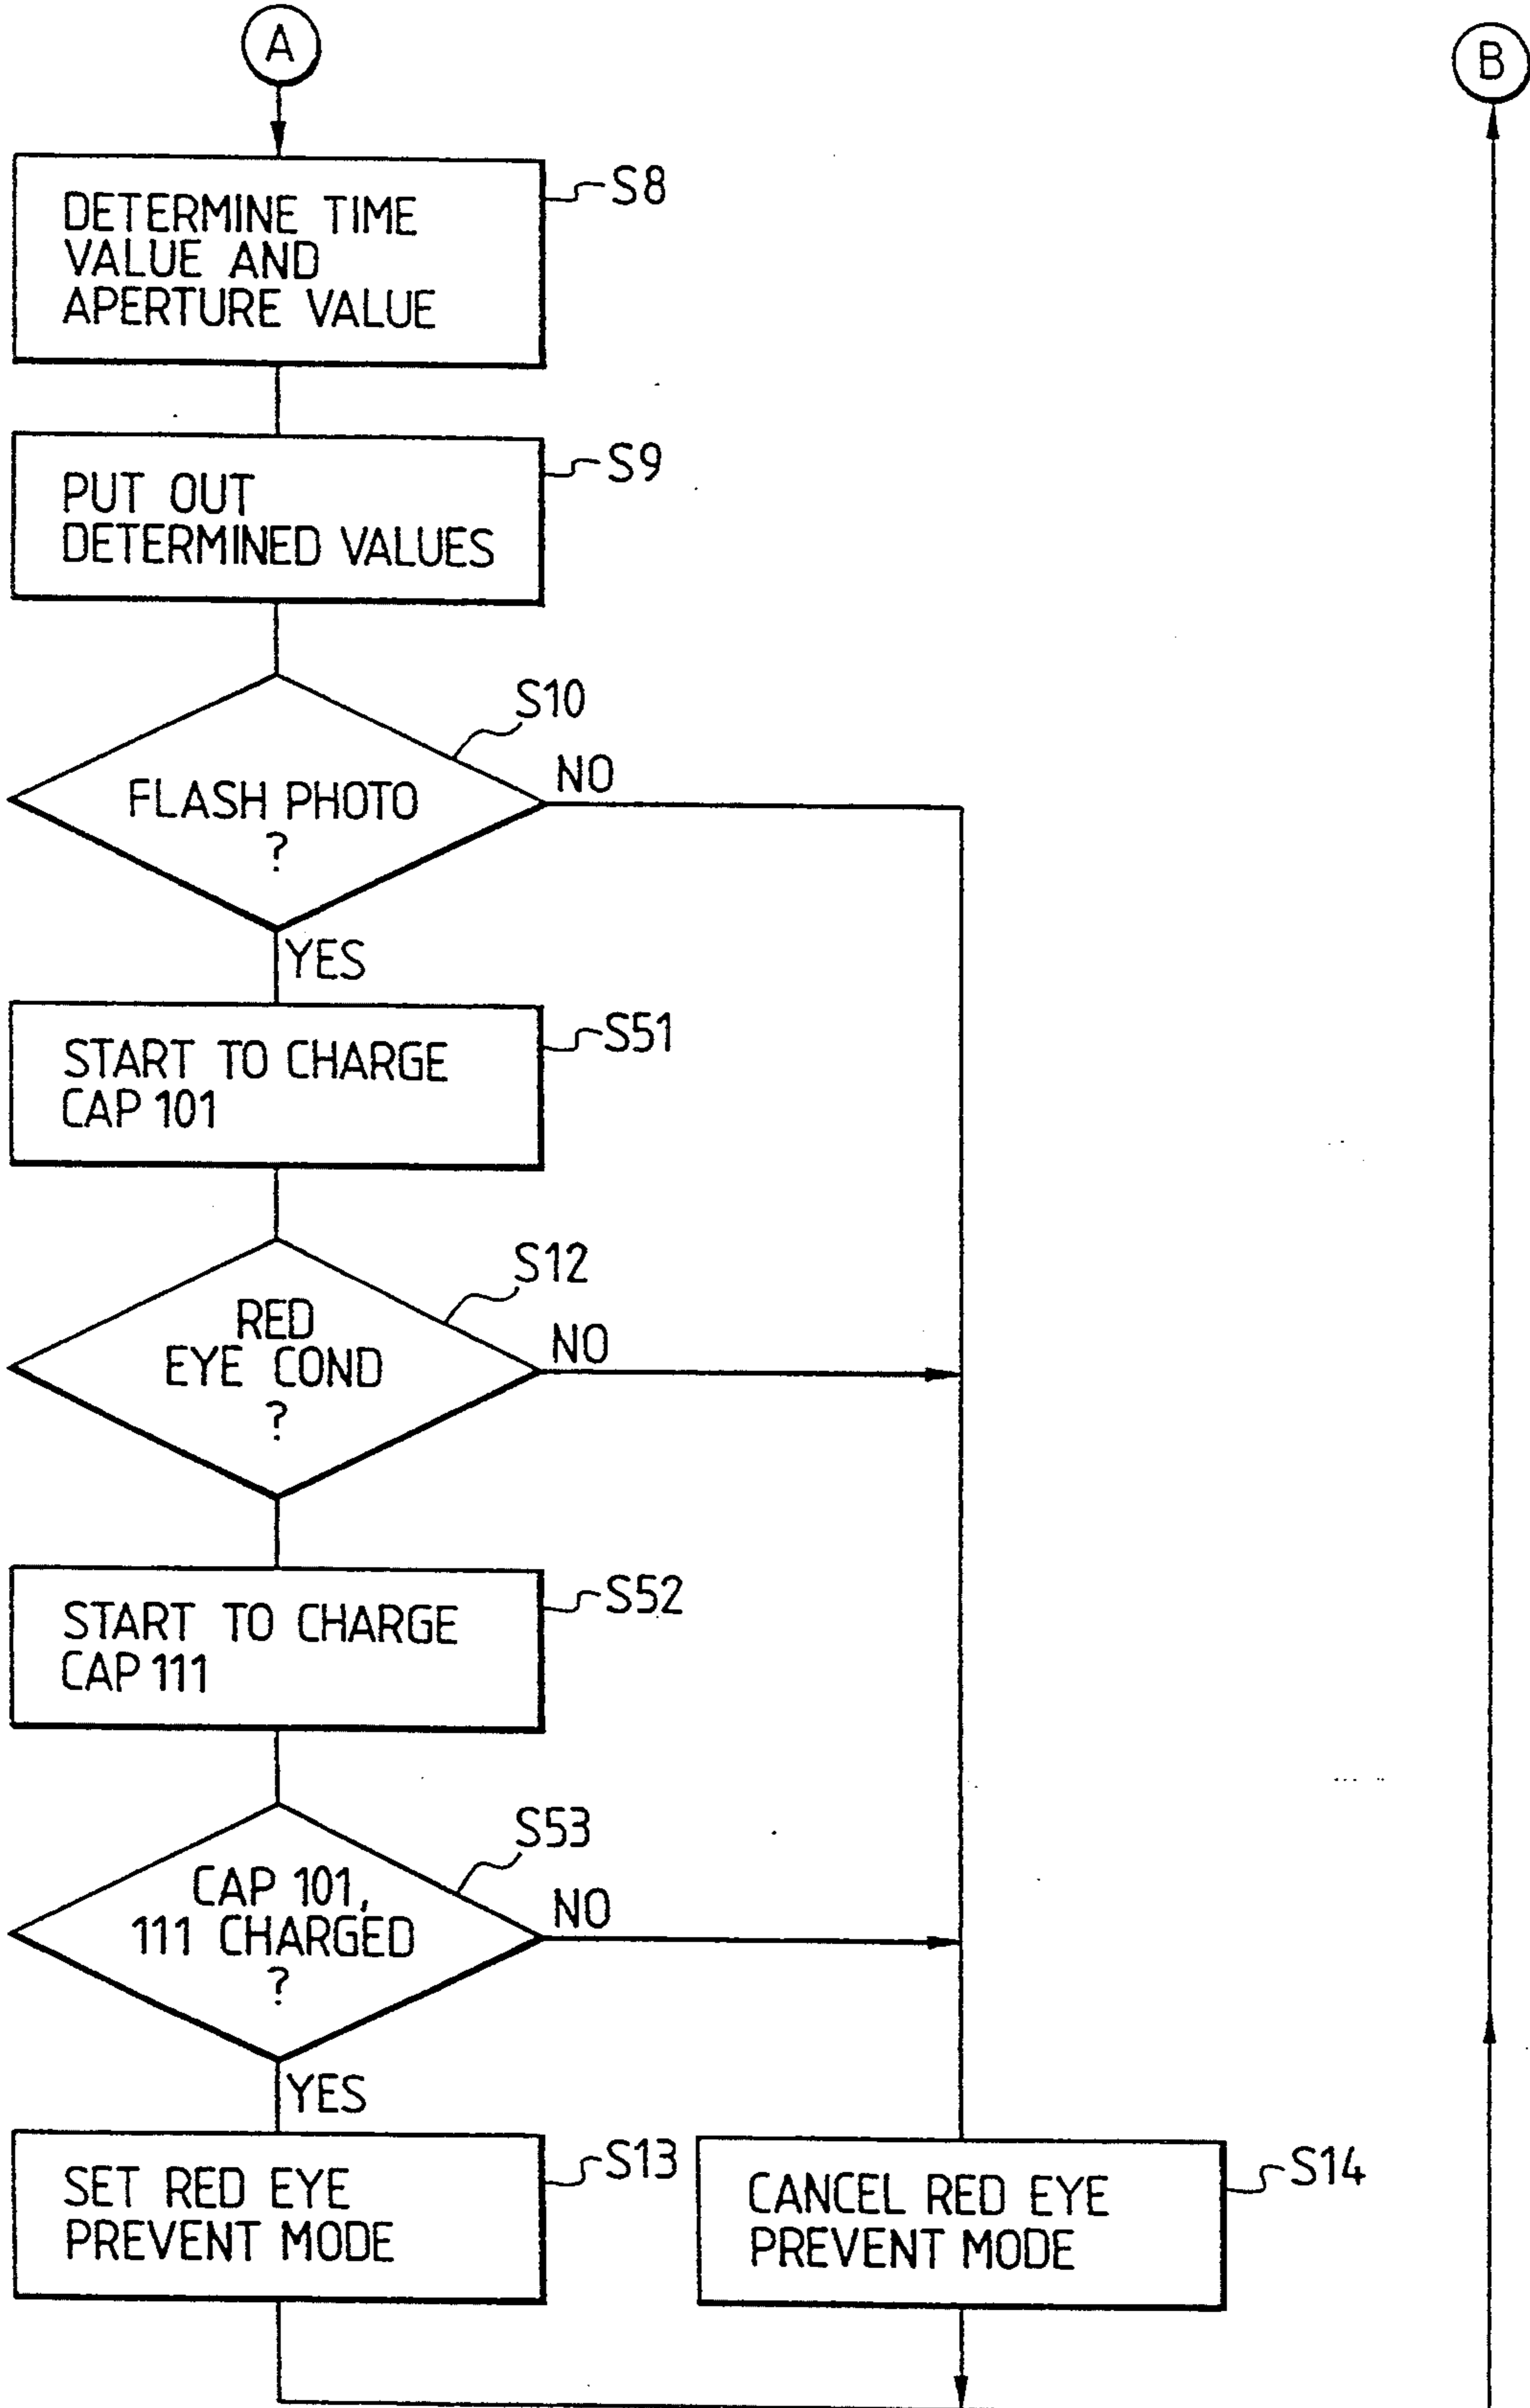 A
B
DETERMINE TIME
VALUE AND
APERTURE VALUE
S8
PUT OUT
DETERMINED VALUES
S9
S10
FLASH PHOTO
?
NO
YES
START TO CHARGE
CAP 101
S51
S12
RED
EYE COND
?
NO
START TO CHARGE
CAP 111
S52
S53
CAP 101,
111 CHARGED
?
NO
YES
SET RED EYE
PREVENT MODE
S13
CANCEL RED EYE
PREVENT MODE
S14